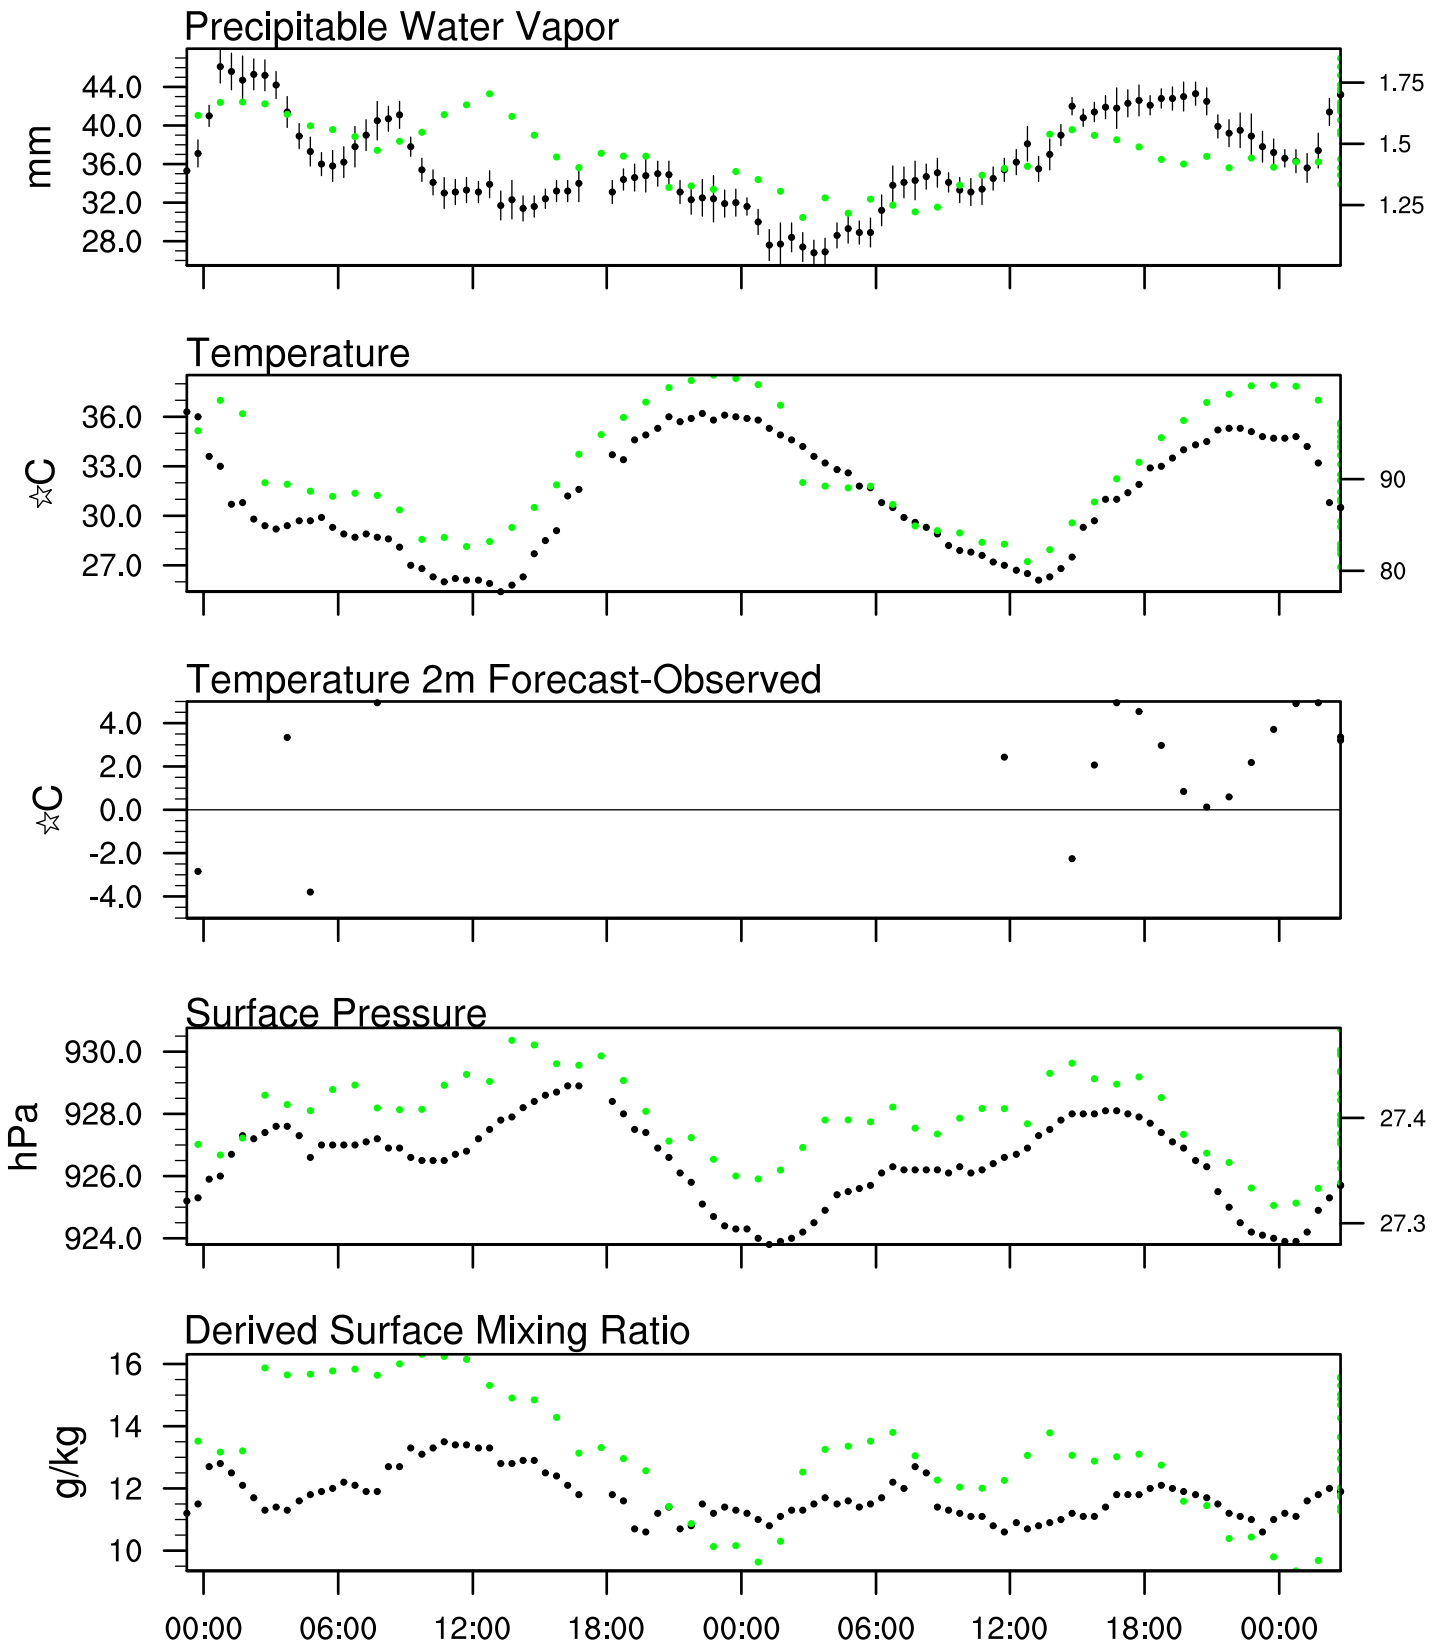 Precipitable Water Vapor
44.0
40.0
36.0
32.0
28.0
mm
1.75
1.5
1.25
Temperature
36.0
33.0
30.0
27.0
☆C
90
80
Temperature 2m Forecast-Observed
4.0
2.0
0.0
-2.0
-4.0
☆C
Surface Pressure
930.0
928.0
926.0
924.0
hPa
27.4
27.3
Derived Surface Mixing Ratio
16
14
12
10
g/kg
00:00 06:00 12:00 18:00 00:00 06:00 12:00 18:00 00:00